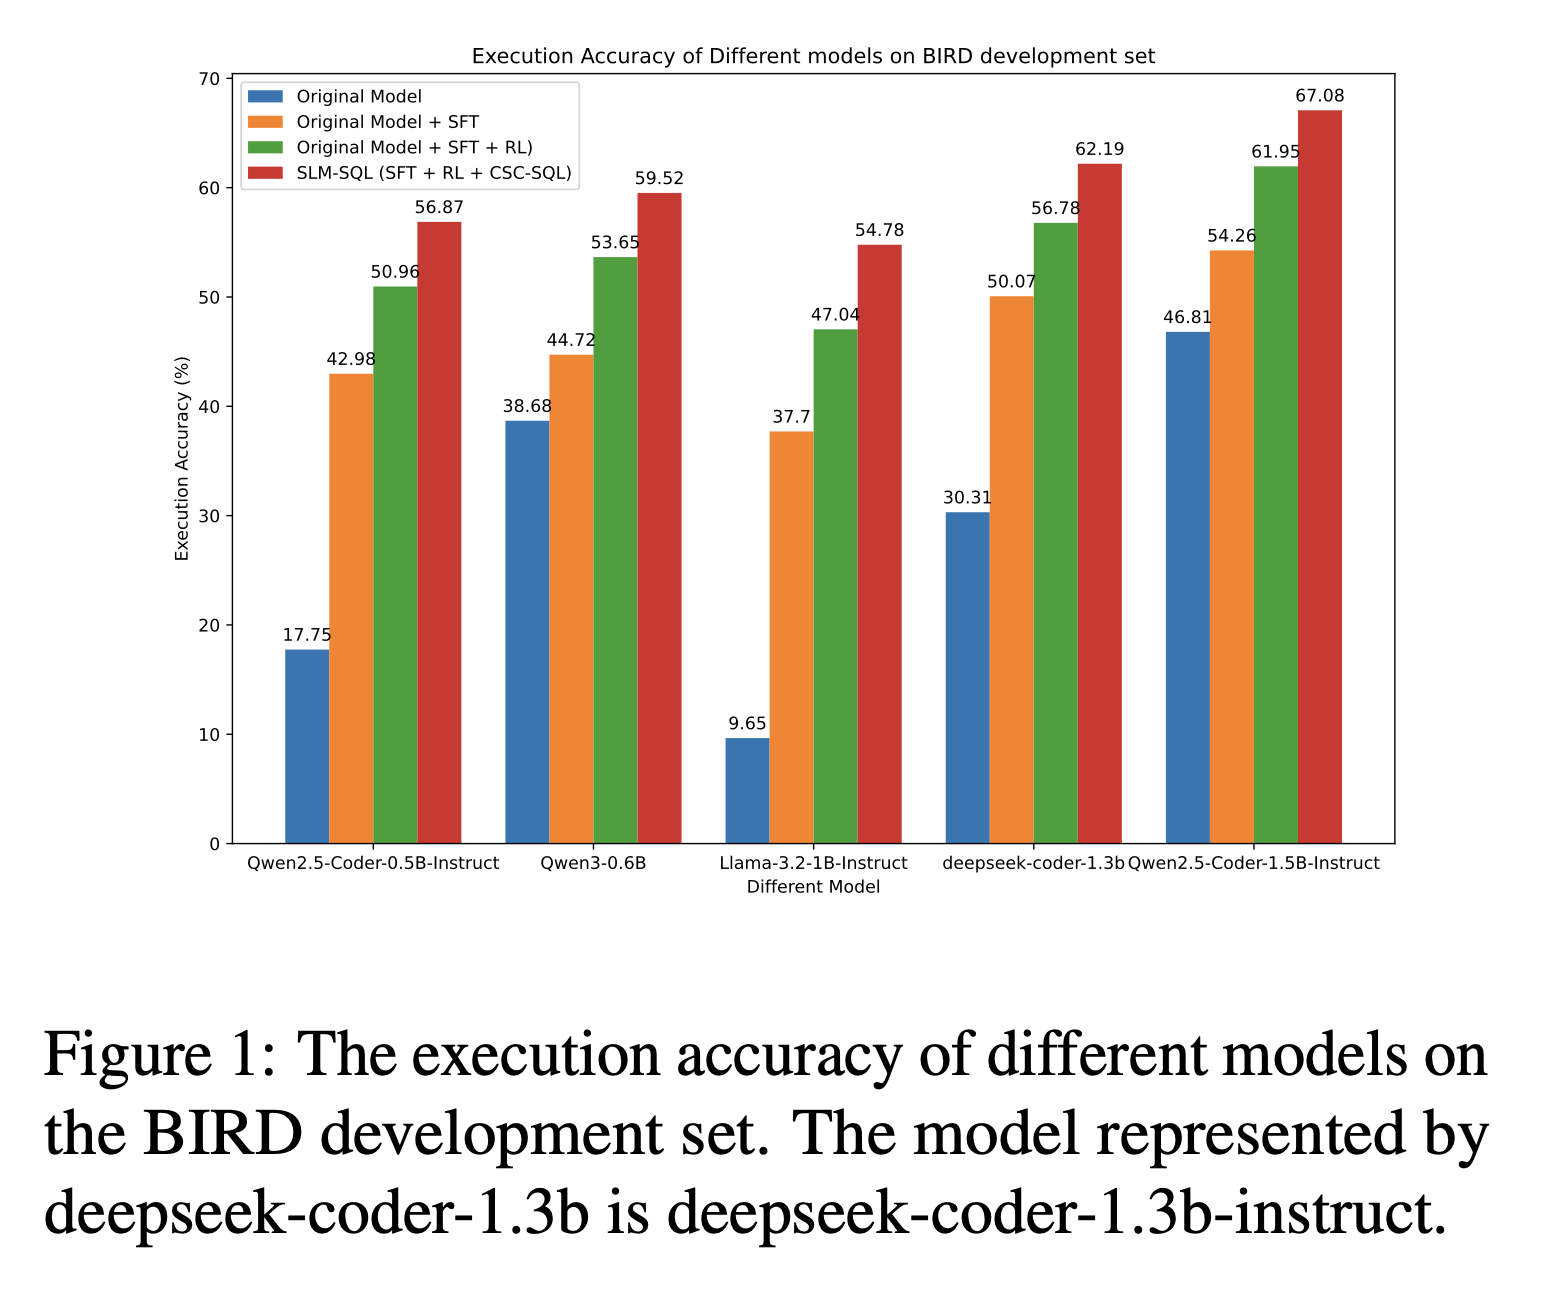 Execution Accuracy of Different models on BIRD development set
Original Model
Original Model + SFT
Original Model + SFT + RL)
SLM-SQL (SFT + RL + CSC-SQL)
Execution Accuracy (%)
70
60
50
40
30
20
10
0
17.75
42.98
50.96
56.87
38.68
44.72
53.65
59.52
9.65
37.7
47.04
54.78
30.31
50.07
56.78
62.19
46.81
54.26
61.95
67.08
Qwen2.5-Coder-0.5B-Instruct
Qwen3-0.6B
Llama-3.2-1B-Instruct
deepseek-coder-1.3b
Qwen2.5-Coder-1.5B-Instruct
Different Model
Figure 1: The execution accuracy of different models on
the BIRD development set. The model represented by
deepseek-coder-1.3b is deepseek-coder-1.3b-instruct.